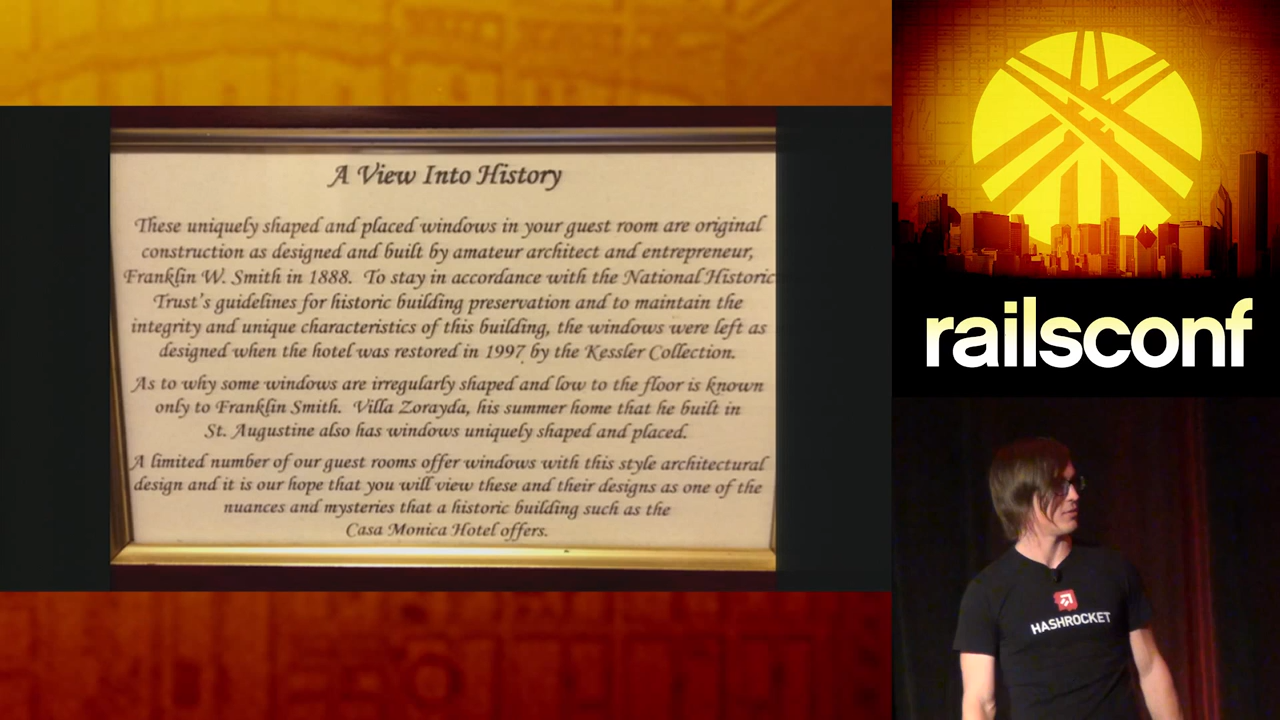 A View Into History
These uniquely shaped and placed windows in your guest room are original
construction as designed and built by amateur architect and entrepreneur,
Franklin W. Smith in 1888. To stay in accordance with the National Historic
Trust's guidelines for historic building preservation and to maintain the
integrity and unique characteristics of this building, the windows were left as
designed when the hotel was restored in 1997 by the Kessler Collection.
As to why some windows are irregularly shaped and low to the floor is known
only to Franklin Smith. Villa Zorayda, his summer home that he built in
St. Augustine also has windows uniquely shaped and placed.
A limited number of our guest rooms offer windows with this style architectural
design and it is our hope that you will view these and their designs as one of the
nuances and mysteries that a historic building such as the
Casa Monica Hotel offers.
railsconf
HASHROCKET